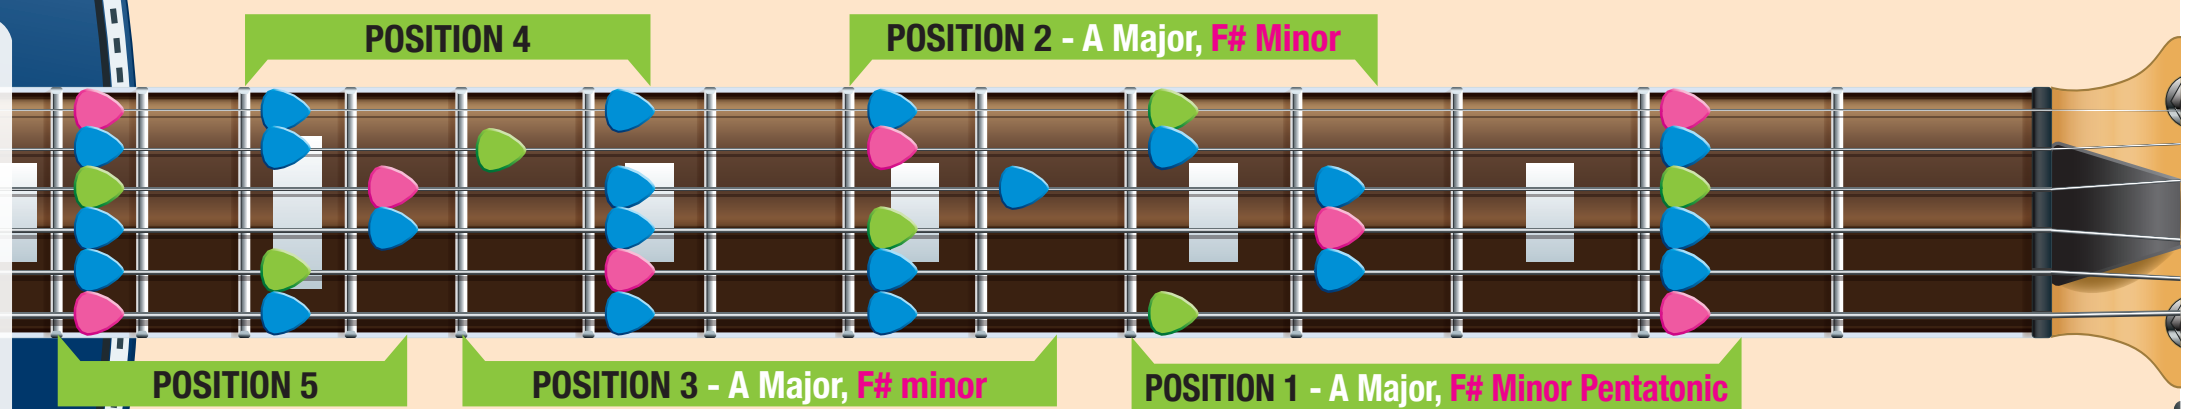 POSITION 4
POSITION 2 - A Major, F# Minor
POSITION 5
POSITION 3 - A Major, F# minor
POSITION 1 - A Major, F# Minor Pentatonic